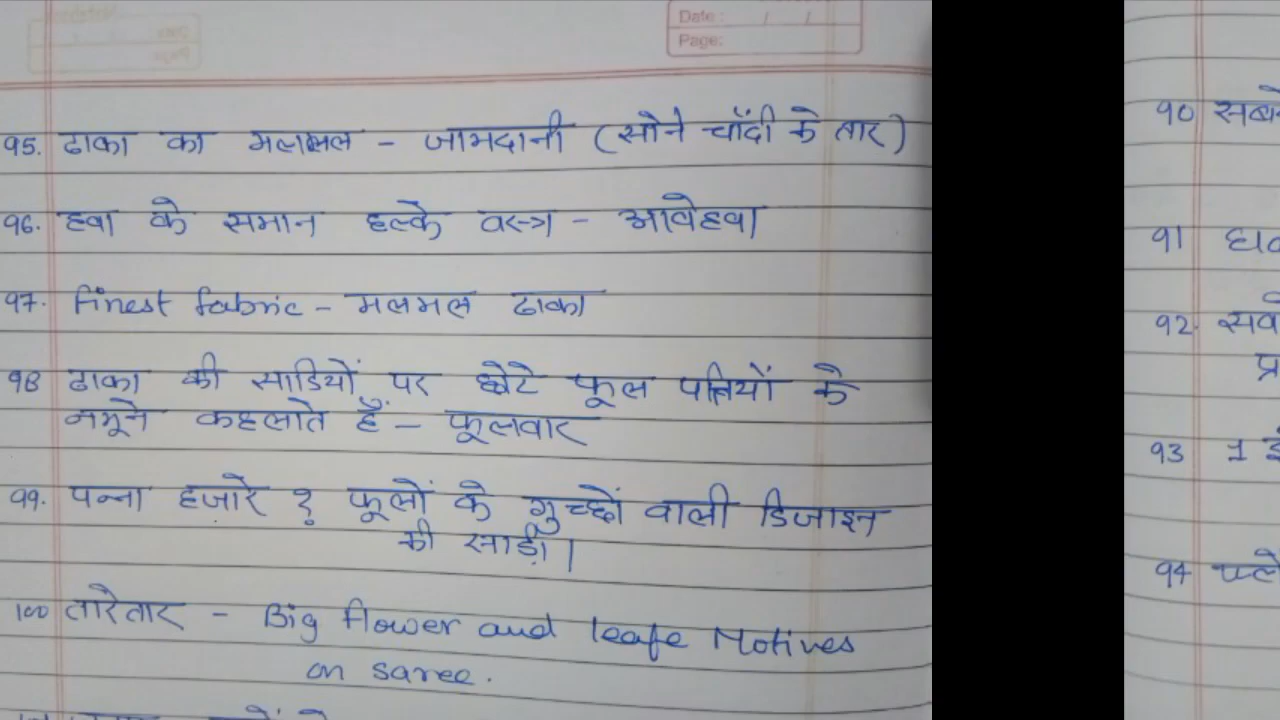 Date : / /
Page:
95. ढाका का मलमल - जामदानी (सोने चाँदी के तार)
96. हवा के समान हल्के वस्त्र - आवेहवा
97. Finest fabric - मलमल ढाका
98 ढाका की साडियों पर छोटे फूल पत्तियों के
नमूने कहलाते हैं - फूलवार
99. पन्ना हजारे ? फूलों के गुच्छों वाली डिजाइन
की साड़ी।
100 तारेतार - Big flower and leafe Motives
on saree.
90
91
92
93 1
94